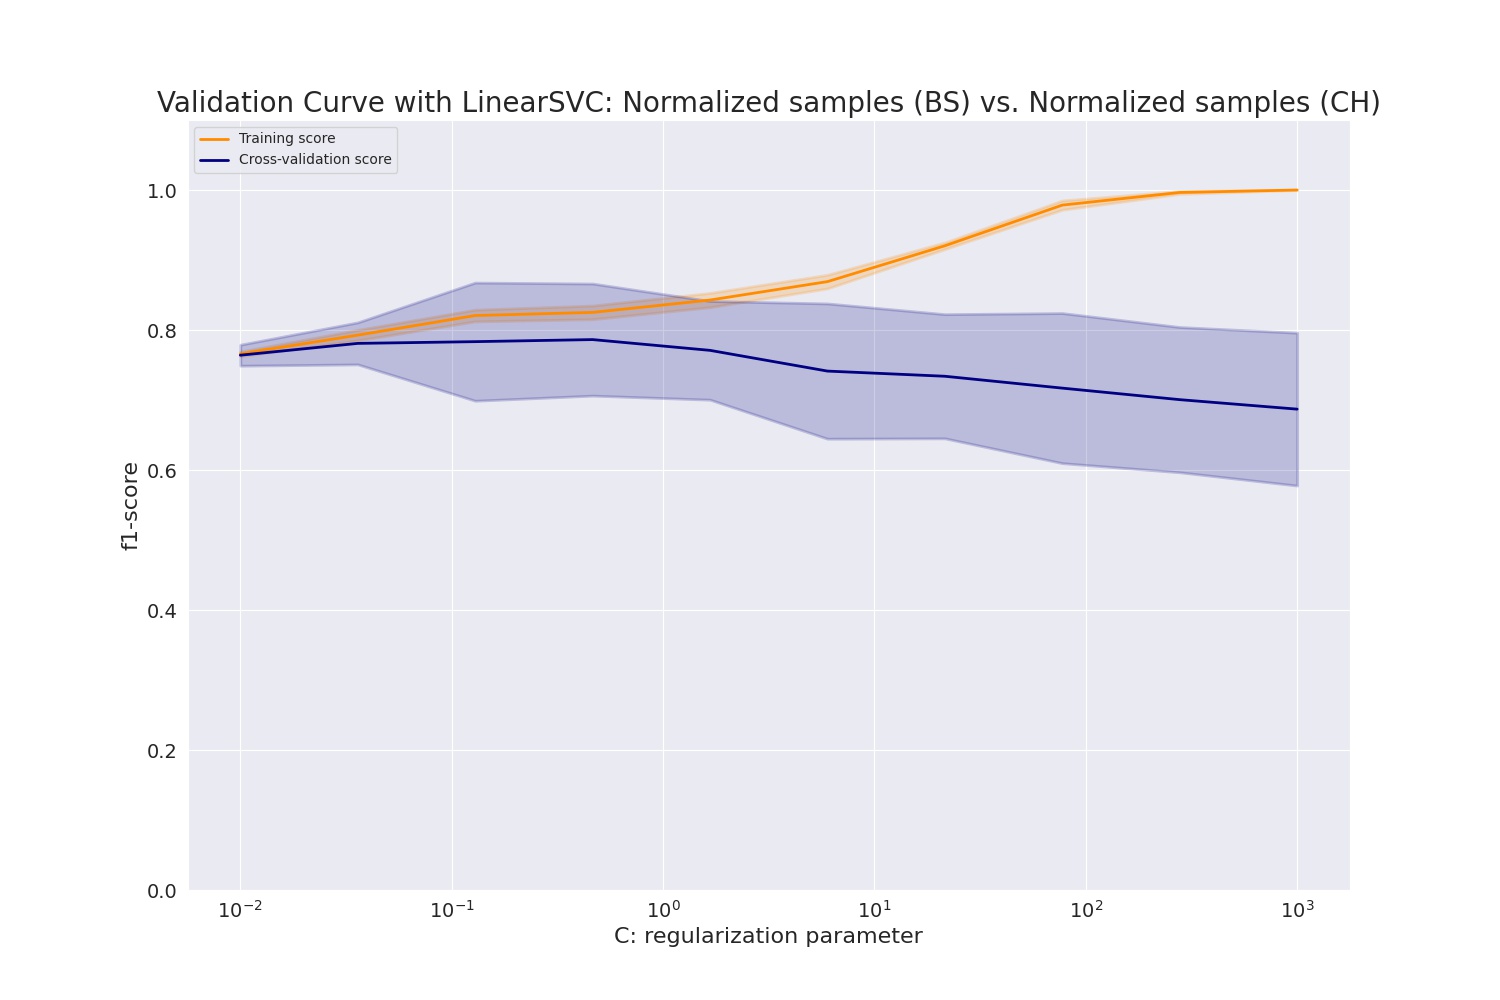 Validation Curve with LinearSVC: Normalized samples (BS) vs. Normalized samples (CH)
Training score
Cross-validation score
1.0
0.8
0.6
0.4
0.2
0.0
f1-score
10⁻² 10⁻¹ 10⁰ 10¹ 10² 10³
C: regularization parameter